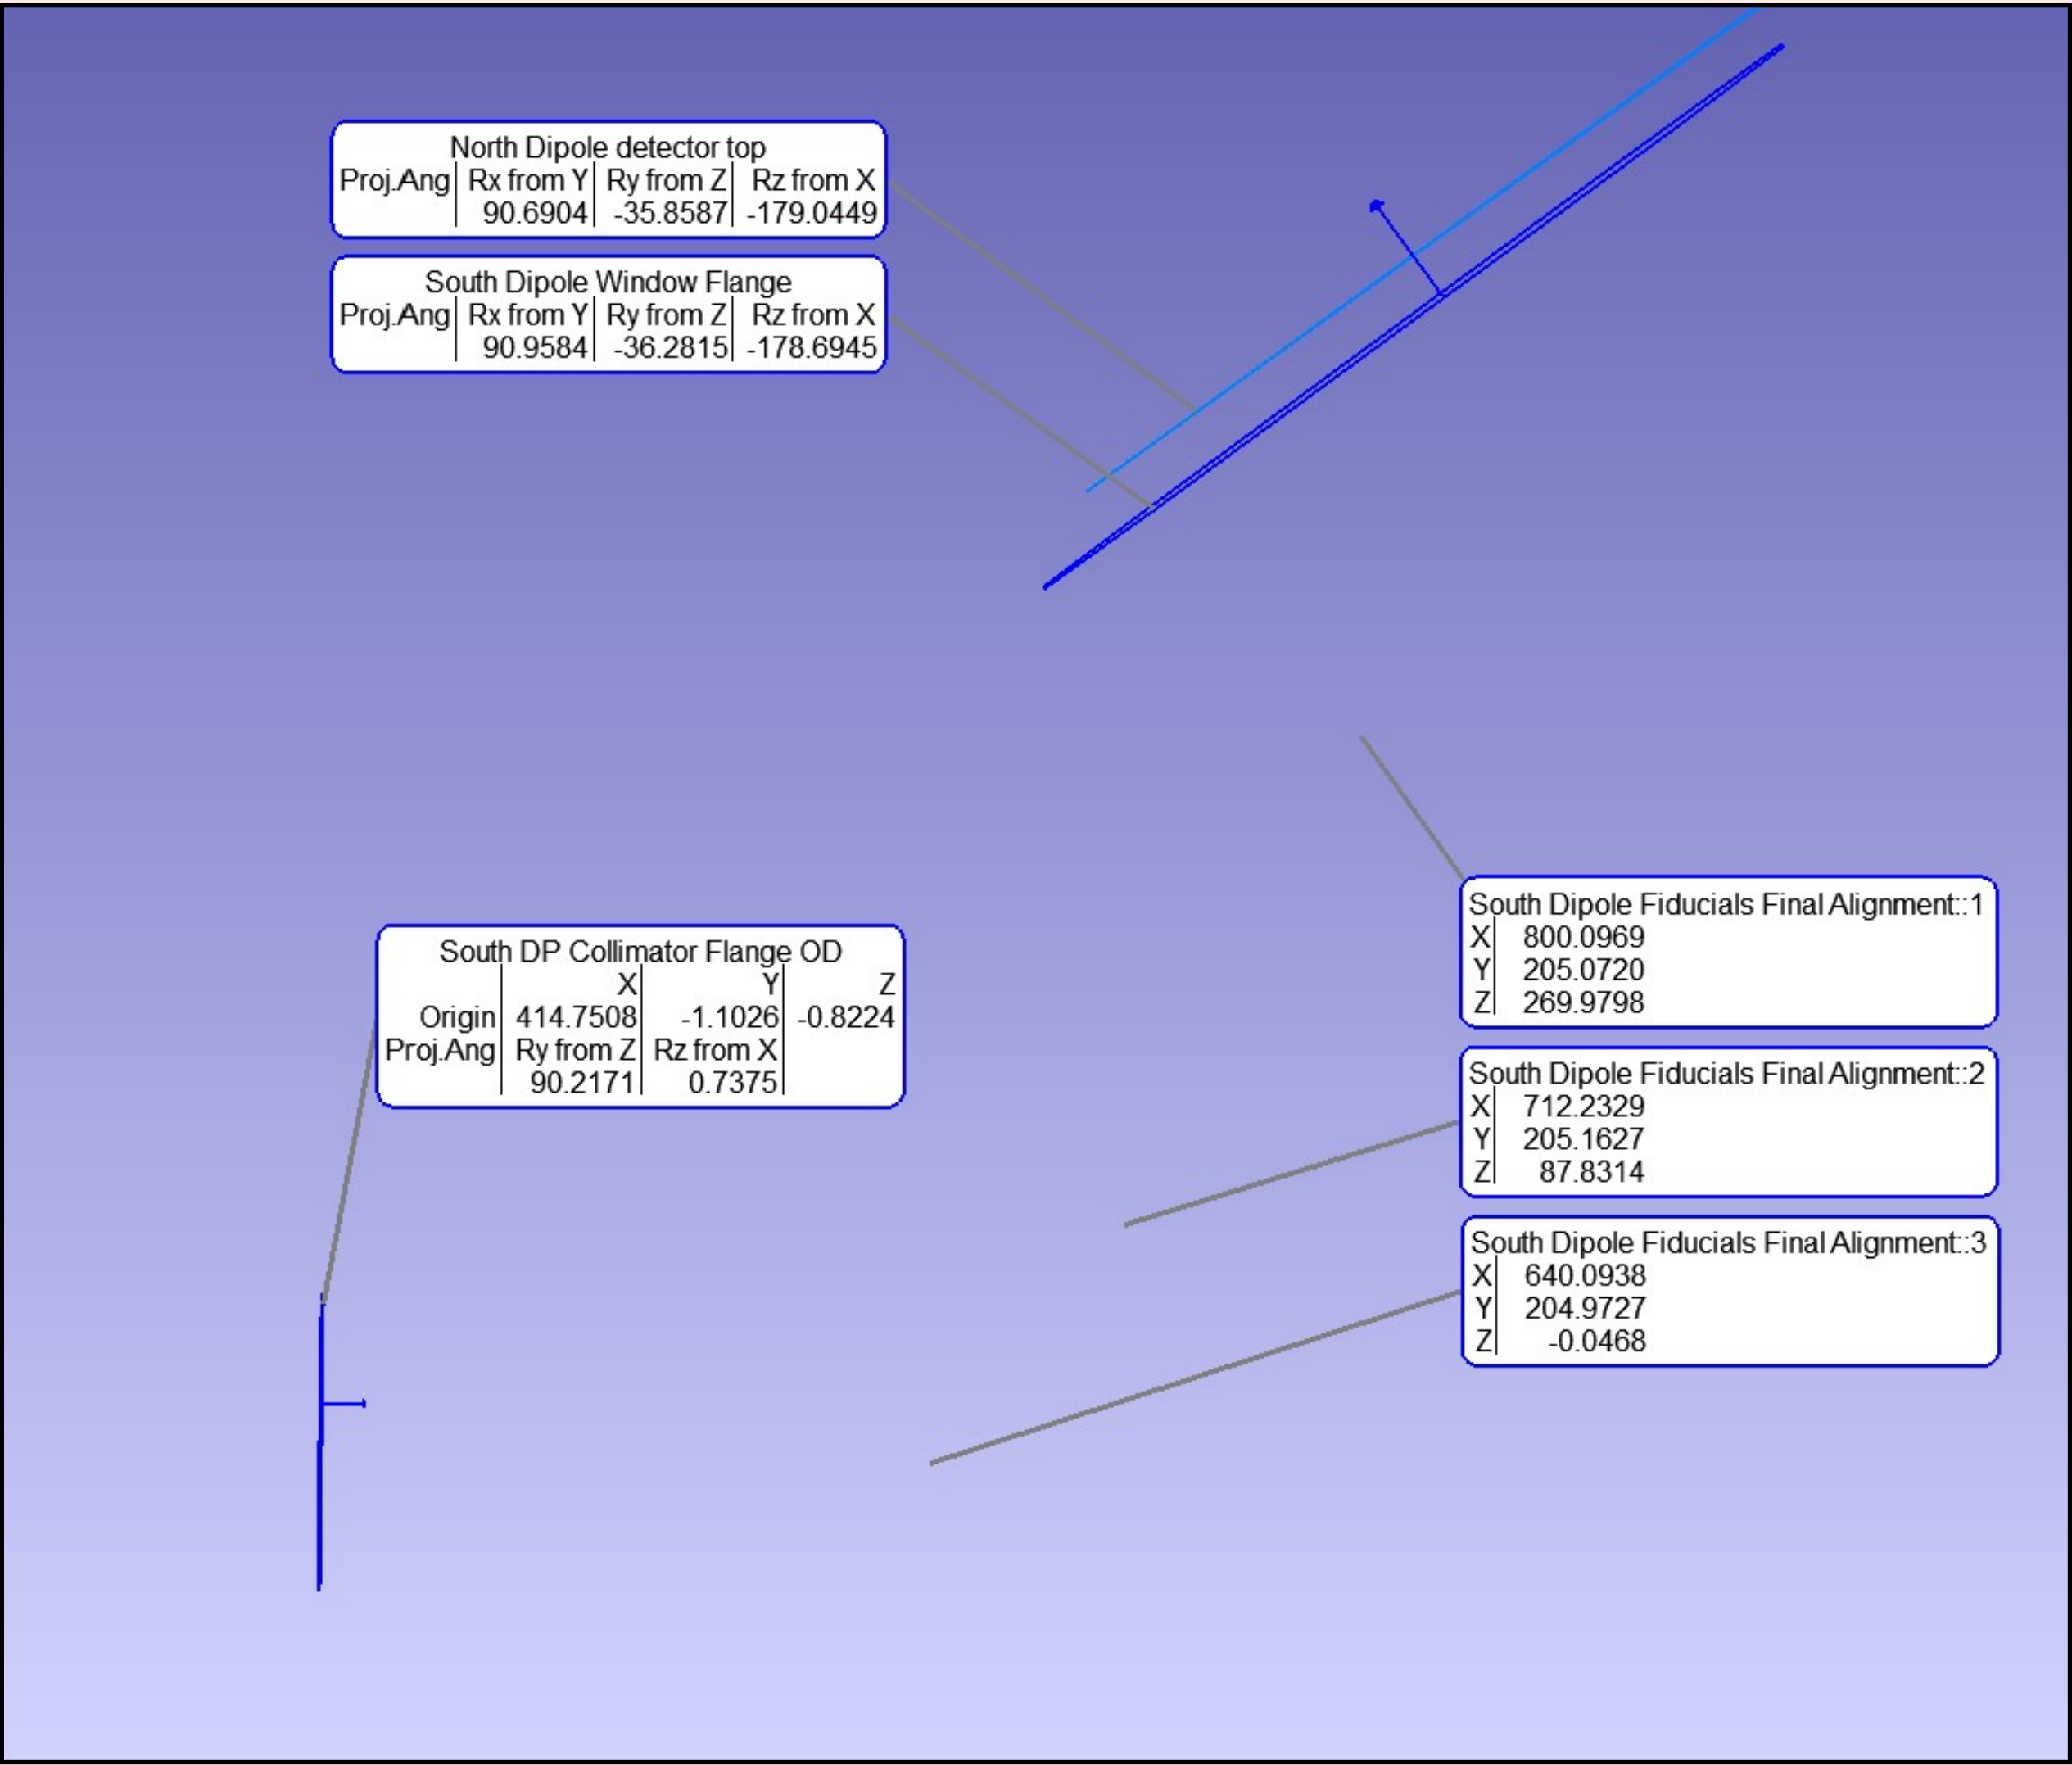 North Dipole detector top
Proj.Ang Rx from Y Ry from Z Rz from X
90.6904 -35.8587 -179.0449
South Dipole Window Flange
Proj.Ang Rx from Y Ry from Z Rz from X
90.9584 -36.2815 -178.6945
South Dipole Fiducials Final Alignment::1
X 800.0969
Y 205.0720
Z 269.9798
South DP Collimator Flange OD
X Y Z
Origin 414.7508 -1.1026 -0.8224
Proj.Ang Ry from Z Rz from X
90.2171 0.7375
South Dipole Fiducials Final Alignment::2
X 712.2329
Y 205.1627
Z 87.8314
South Dipole Fiducials Final Alignment::3
X 640.0938
Y 204.9727
Z -0.0468